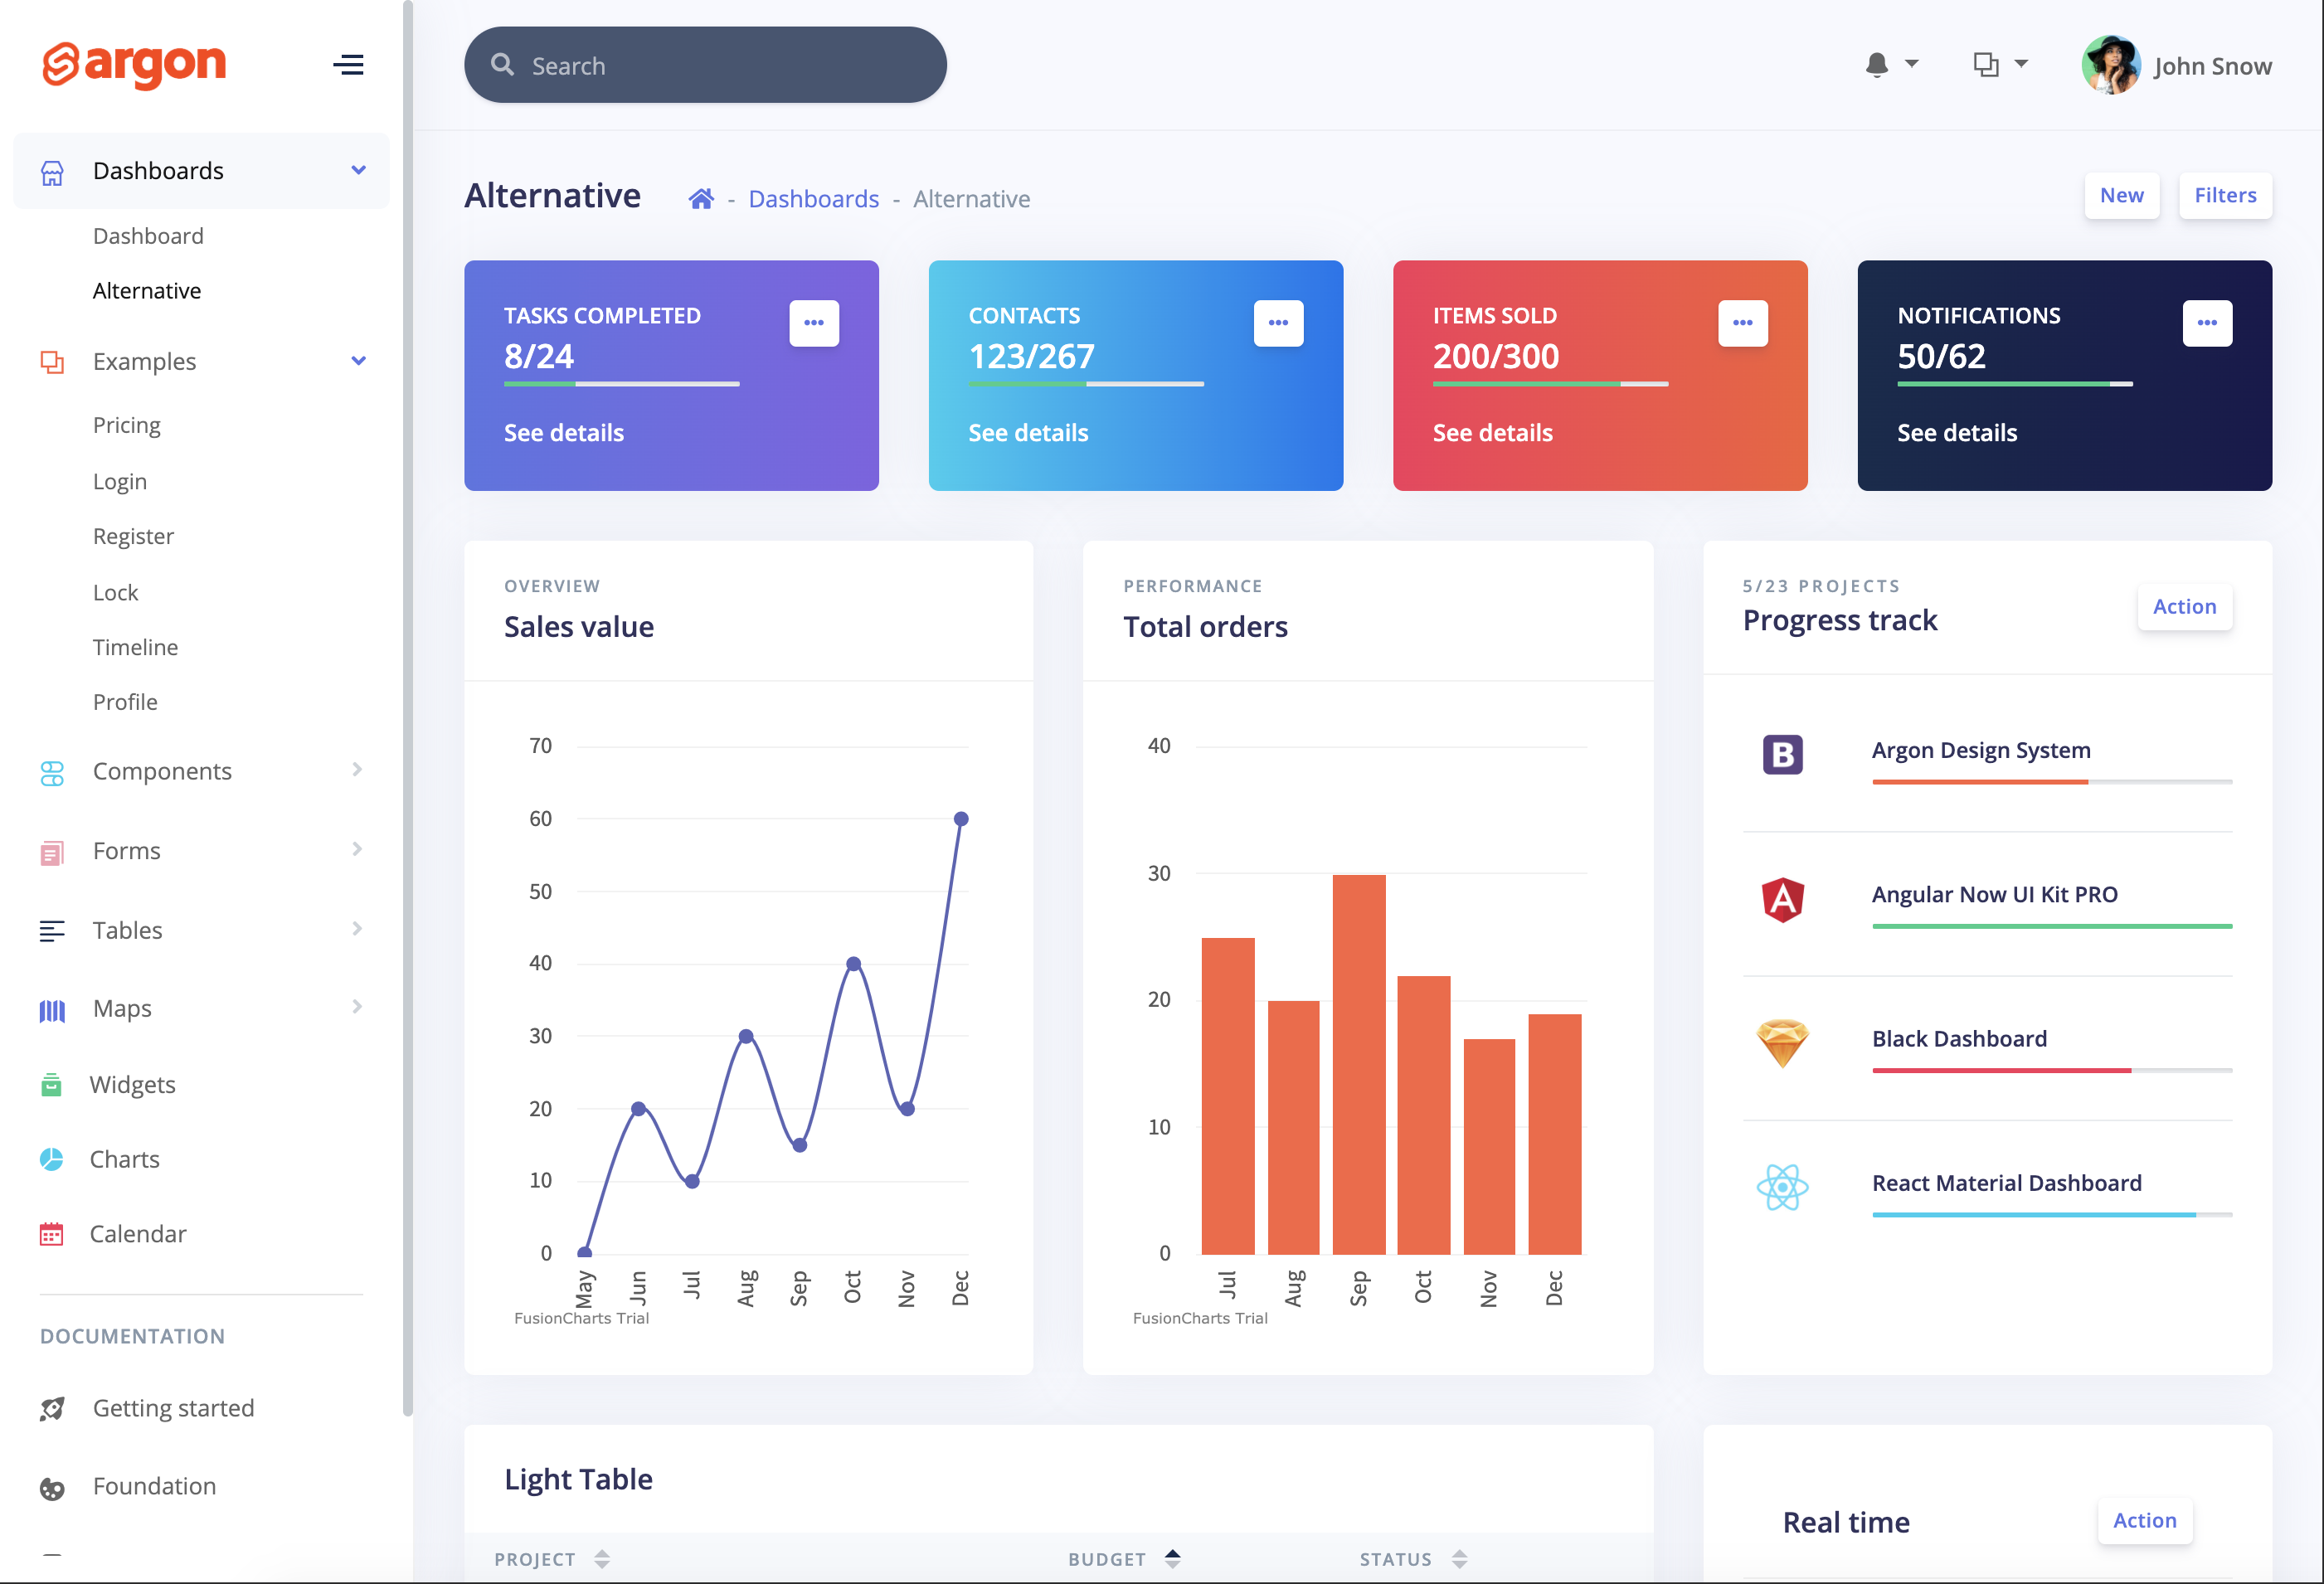 argon
Search
John Snow
Dashboards
Dashboard
Alternative
Examples
Pricing
Login
Register
Lock
Timeline
Profile
Components
Forms
Tables
Maps
Widgets
Charts
Calendar
DOCUMENTATION
Getting started
Foundation
Alternative
- Dashboards - Alternative
New
Filters
TASKS COMPLETED
8/24
See details
CONTACTS
123/267
See details
ITEMS SOLD
200/300
See details
NOTIFICATIONS
50/62
See details
OVERVIEW
Sales value
70
60
50
40
30
20
10
0
May
Jun
Jul
Aug
Sep
Oct
Nov
Dec
FusionCharts Trial
PERFORMANCE
Total orders
40
30
20
10
0
Jul
Aug
Sep
Oct
Nov
Dec
FusionCharts Trial
5/23 PROJECTS
Progress track
Action
B
Argon Design System
A
Angular Now UI Kit PRO
Black Dashboard
React Material Dashboard
Light Table
PROJECT
BUDGET
STATUS
Real time
Action